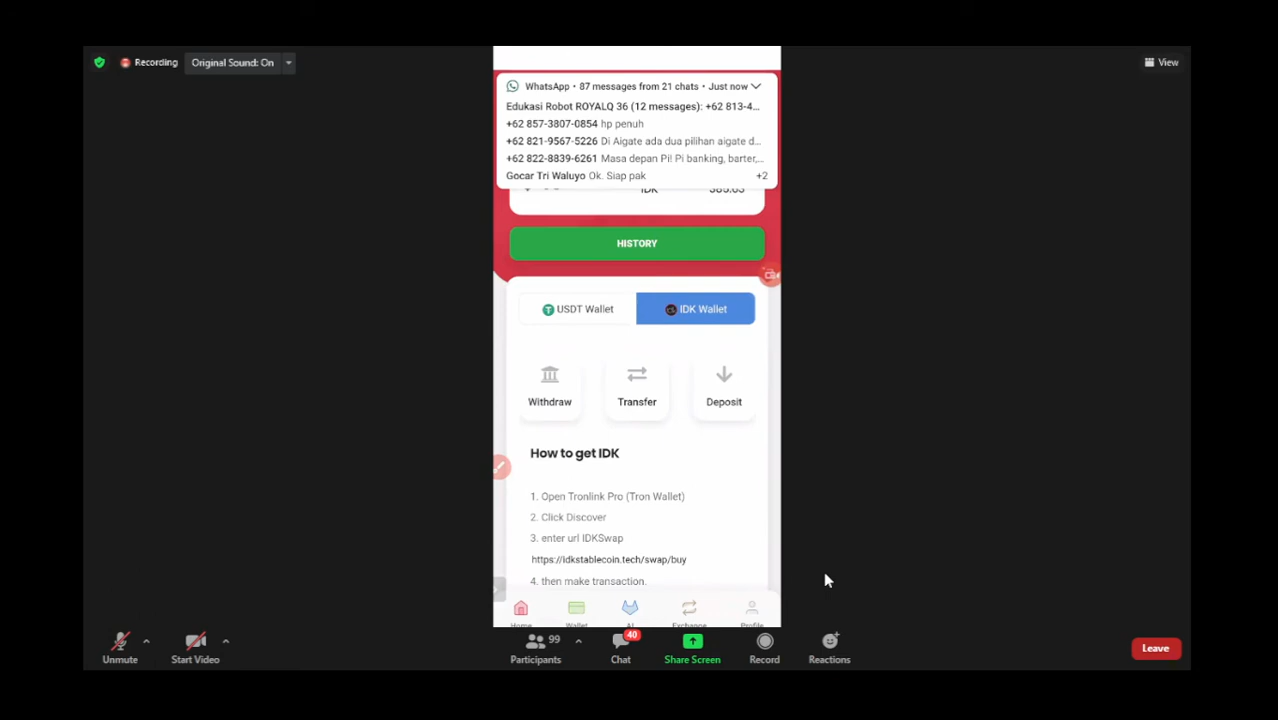 Recording
Original Sound: On
View
WhatsApp • 87 messages from 21 chats • Just now
Edukasi Robot ROYALQ 36 (12 messages): +62 813-4...
+62 857-3807-0854 hp penuh
+62 821-9567-5226 Di Aigate ada dua pilihan aigate d...
+62 822-8839-6261 Masa depan Pi! Pi banking, barter,...
Gocar Tri Waluyo Ok. Siap pak +2
IDK 385.63
HISTORY
USDT Wallet IDK Wallet
Withdraw Transfer Deposit
How to get IDK
1. Open Tronlink Pro (Tron Wallet)
2. Click Discover
3. enter url IDKSwap
https://idkstablecoin.tech/swap/buy
4. then make transaction.
Home Wallet AI Exchange Profile
99 40
Unmute Start Video Participants Chat Share Screen Record Reactions Leave